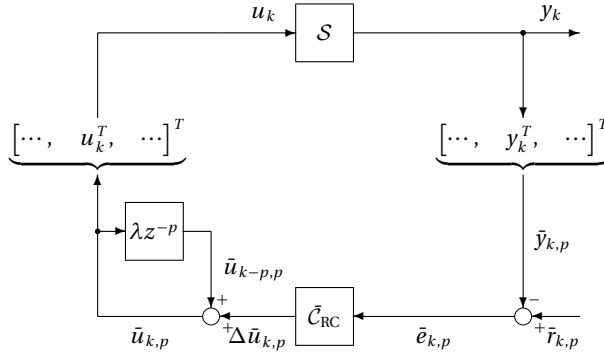 u_k
𝒮
y_k
[⋯, u_k^T, ⋯]^T
[⋯, y_k^T, ⋯]^T
λz^{-p}
ȳ_{k,p}
ū_{k−p,p}
+
−
𝒞̄_RC
ū_{k,p}
+
Δū_{k,p}
ē_{k,p}
+
r̄_{k,p}